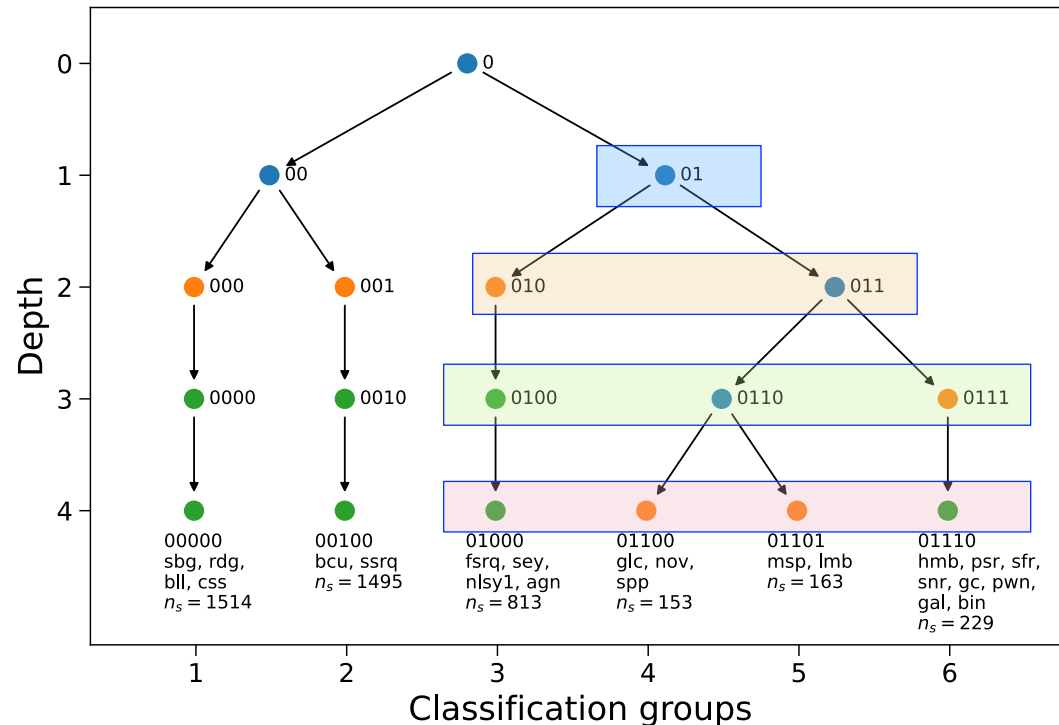 0
0
1
00
01
2
000
001
010
011
3
0000
0010
0100
0110
0111
4
00000
sbg, rdg,
bll, css
n_s = 1514
00100
bcu, ssrq
n_s = 1495
01000
fsrq, sey,
nlsy1, agn
n_s = 813
01100
glc, nov,
spp
n_s = 153
01101
msp, lmb
n_s = 163
01110
hmb, psr, sfr,
snr, gc, pwn,
gal, bin
n_s = 229
Depth
1 2 3 4 5 6
Classification groups